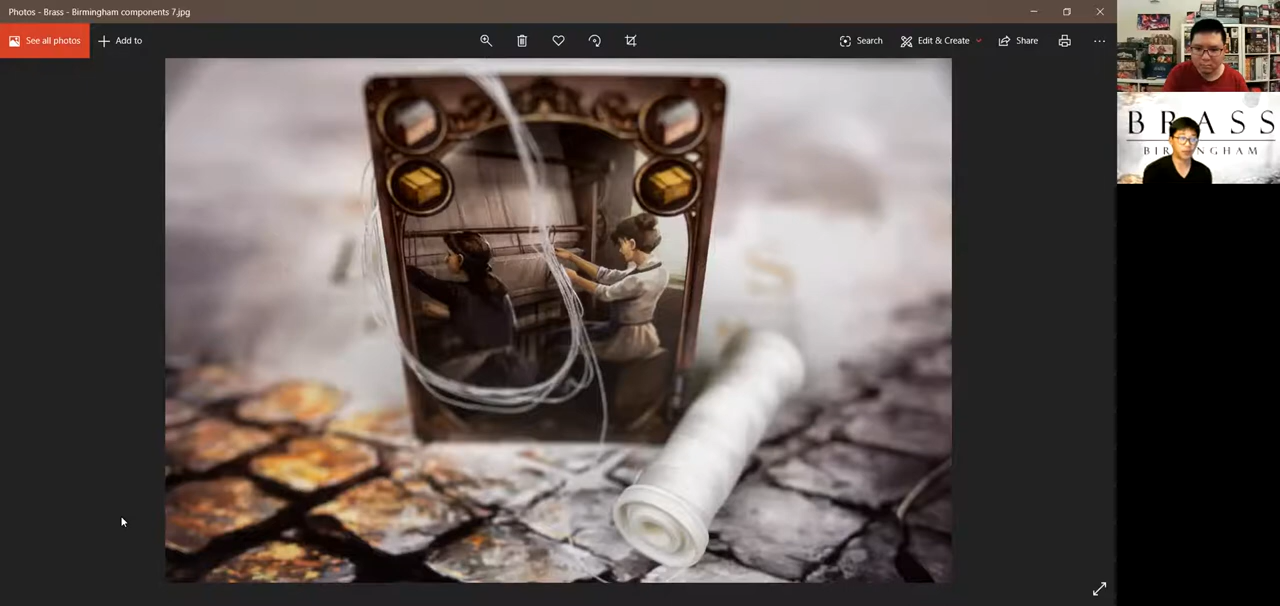 Photos - Brass - Birmingham components 7.jpg
See all photos
Add to
Search
Edit & Create
Share
BRASS
BIRMINGHAM